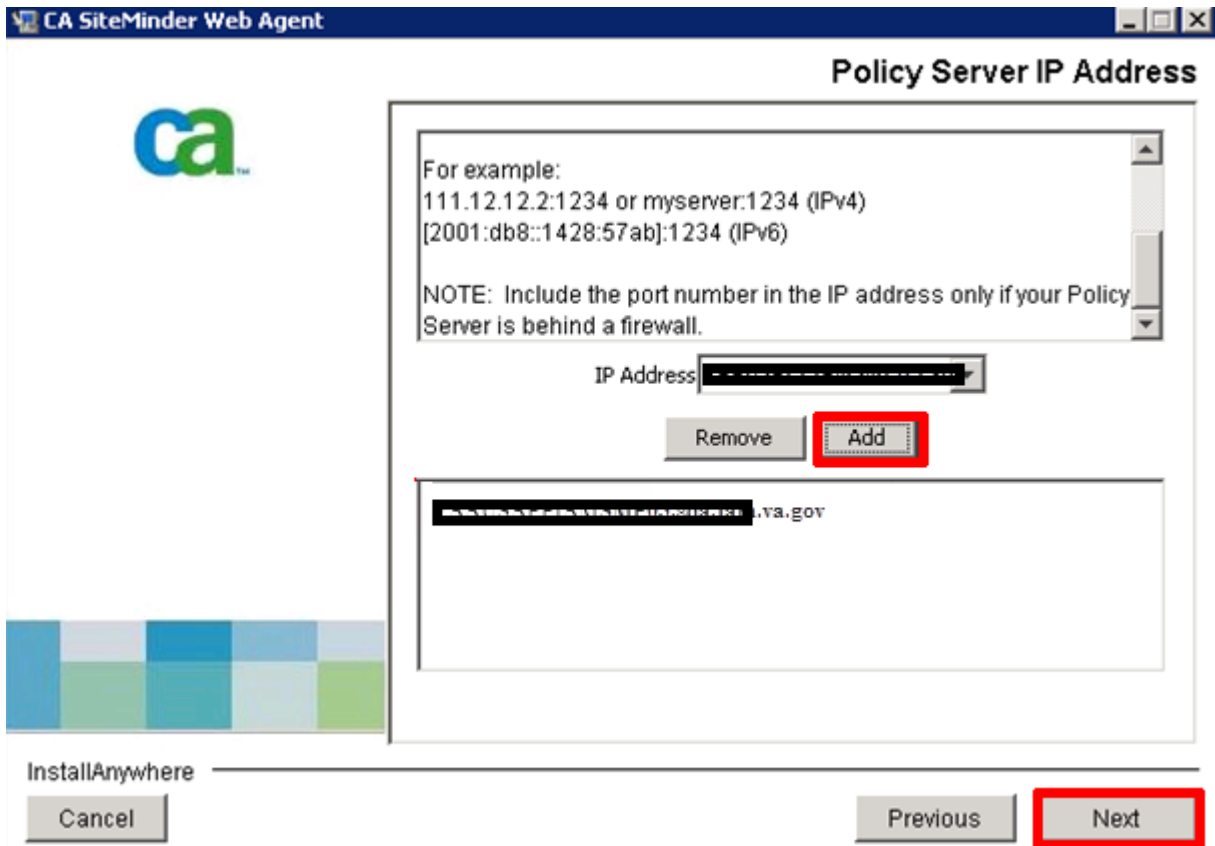 CA SiteMinder Web Agent
Policy Server IP Address
ca
For example:
111.12.12.2:1234 or myserver:1234 (IPv4)
[2001:db8::1428:57ab]:1234 (IPv6)
NOTE: Include the port number in the IP address only if your Policy
Server is behind a firewall.
IP Address
Remove Add
.va.gov
InstallAnywhere
Cancel Previous Next